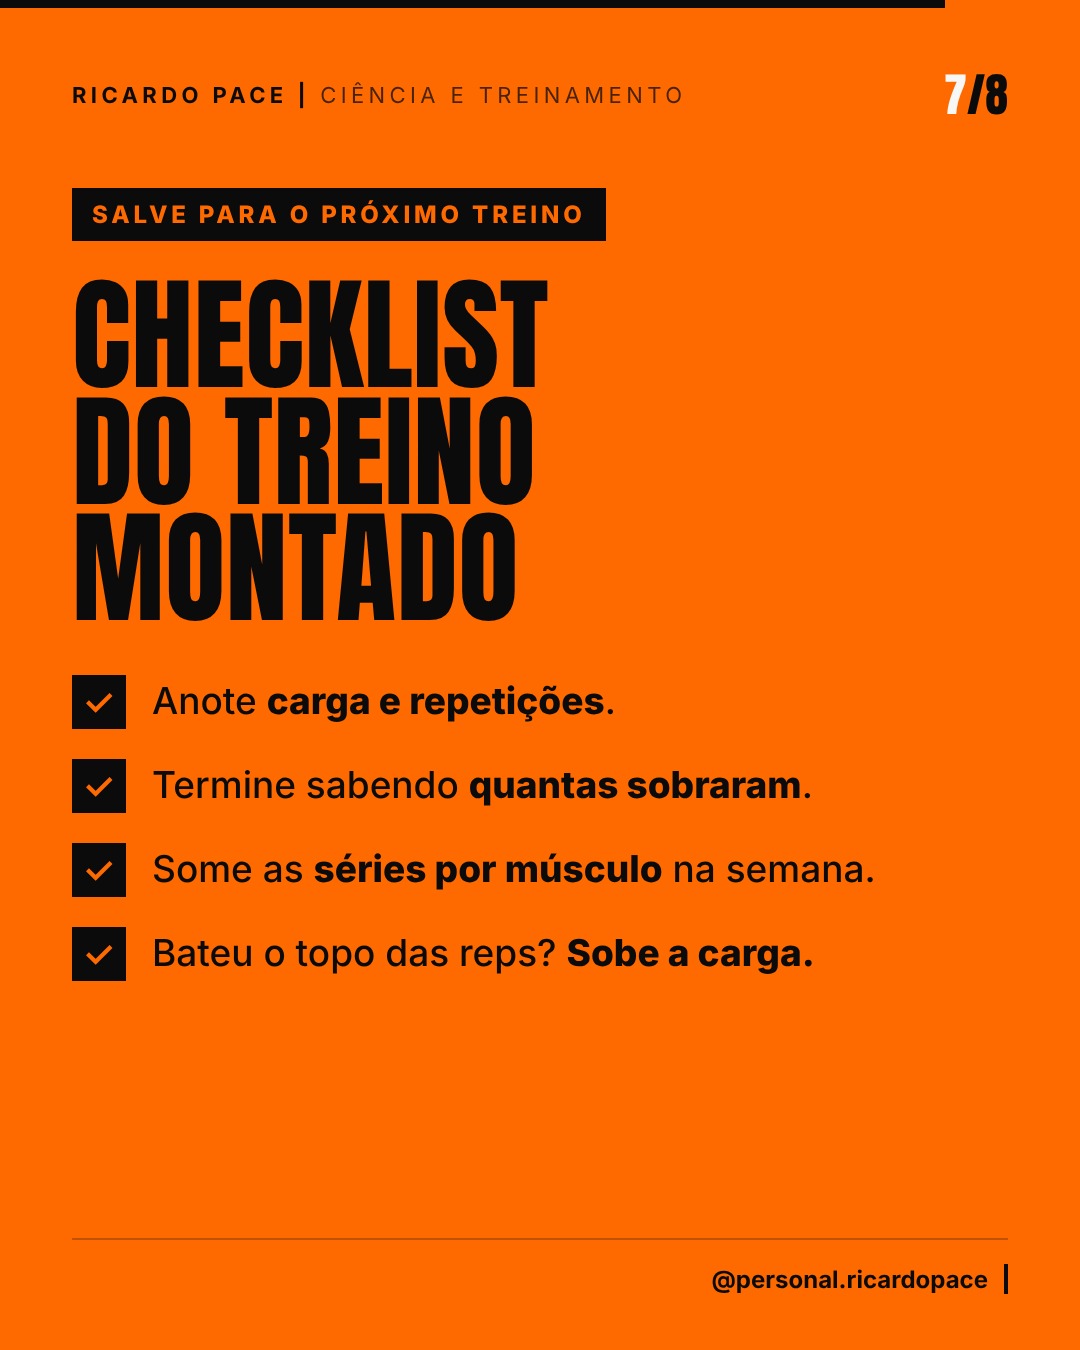 RICARDO PACE | CIÊNCIA E TREINAMENTO
7/8
SALVE PARA O PRÓXIMO TREINO
CHECKLIST
DO TREINO
MONTADO
Anote carga e repetições.
Termine sabendo quantas sobraram.
Some as séries por músculo na semana.
Bateu o topo das reps? Sobe a carga.
@personal.ricardopace